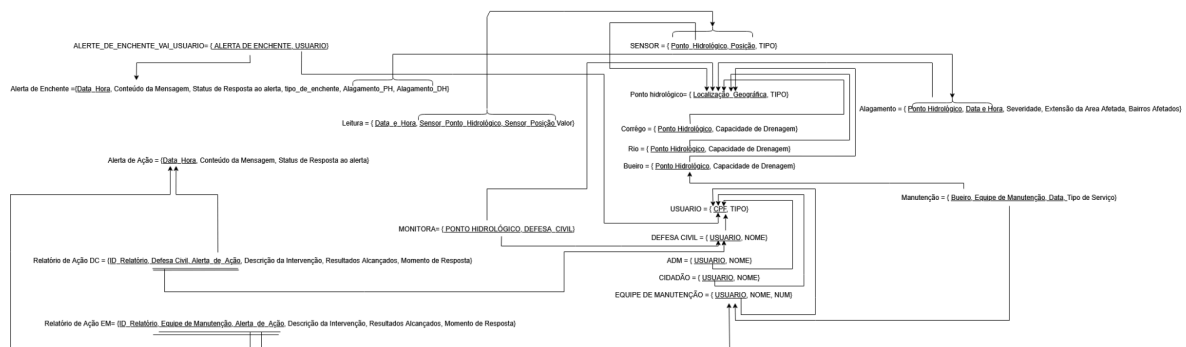 ALERTE_DE_ENCHENTE_VAI_USUARIO= { ALERTA DE ENCHENTE, USUARIO}
SENSOR = { Ponto_Hidrológico, Posição, TIPO}
Alerta de Enchente ={Data_Hora, Conteúdo da Mensagem, Status de Resposta ao alerta, tipo_de_enchente, Alagamento_PH, Alagamento_DH}
Ponto hidrológico= { Localização_Geográfica, TIPO}
Alagamento = { Ponto Hidrológico, Data e Hora, Severidade, Extensão da Area Afetada, Bairros Afetados}
Leitura = { Data_e_Hora, Sensor_Ponto_Hidrológico, Sensor_Posição Valor}
Corrêgo = { Ponto Hidrológico, Capacidade de Drenagem}
Rio = { Ponto Hidrológico, Capacidade de Drenagem}
Alerta de Ação = {Data_Hora, Conteúdo da Mensagem, Status de Resposta ao alerta}
Bueiro = { Ponto Hidrológico, Capacidade de Drenagem}
Manutenção = { Bueiro, Equipe de Manutenção, Data, Tipo de Serviço}
USUARIO = { CPF, TIPO}
MONITORA= { PONTO HIDROLÓGICO, DEFESA_CIVIL}
DEFESA CIVIL = { USUARIO, NOME}
Relatório de Ação DC = {ID_Relatório, Defesa Civil, Alerta_de_Ação, Descrição da Intervenção, Resultados Alcançados, Momento de Resposta}
ADM = { USUARIO, NOME}
CIDADÃO = { USUARIO, NOME}
EQUIPE DE MANUTENÇÃO = { USUARIO, NOME, NUM}
Relatório de Ação EM= {ID_Relatório, Equipe de Manutenção, Alerta_de_Ação, Descrição da Intervenção, Resultados Alcançados, Momento de Resposta}